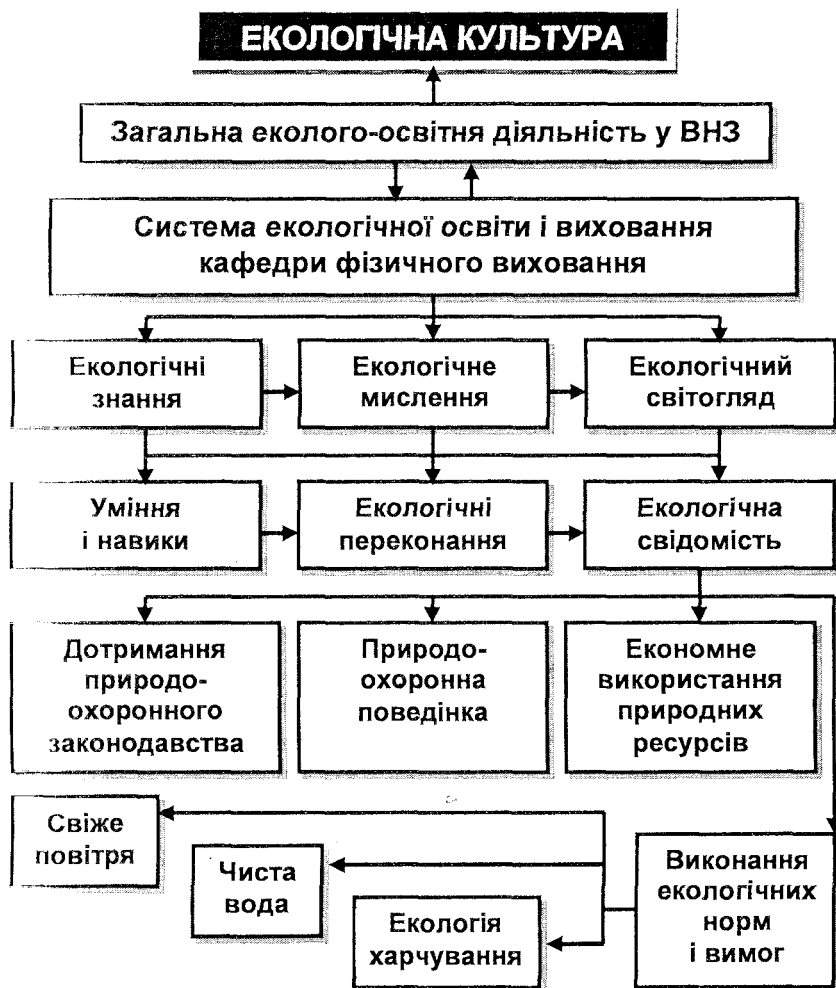 ЕКОЛОГІЧНА КУЛЬТУРА
Загальна еколого-освітня діяльність у ВНЗ
Система екологічної освіти і виховання
кафедри фізичного виховання
Екологічні
знання
Екологічне
мислення
Екологічний
світогляд
Уміння
і навики
Екологічні
переконання
Екологічна
свідомість
Дотримання
природо-
охоронного
законодавства
Природо-
охоронна
поведінка
Економне
використання
природних
ресурсів
Свіже
повітря
Чиста
вода
Екологія
харчування
Виконання
екологічних
норм
і вимог